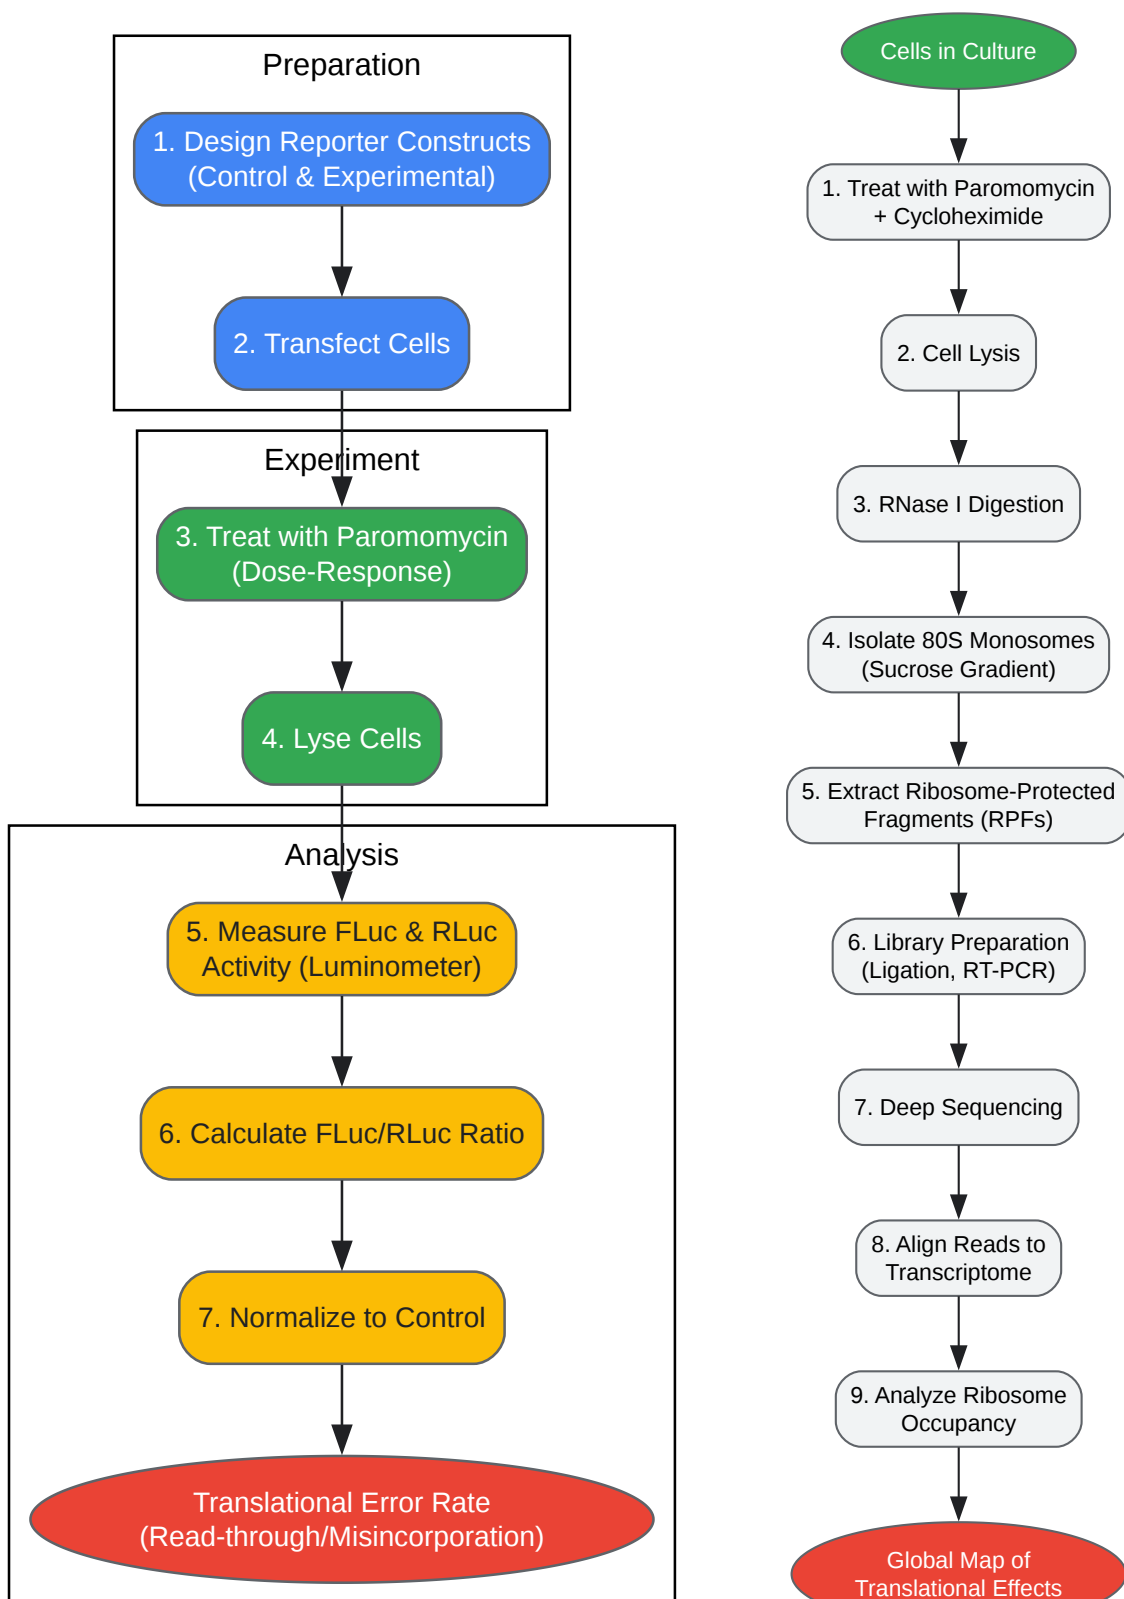 Preparation
1. Design Reporter Constructs
(Control & Experimental)
2. Transfect Cells
Experiment
3. Treat with Paromomycin
(Dose-Response)
4. Lyse Cells
Analysis
5. Measure FLuc & RLuc
Activity (Luminometer)
6. Calculate FLuc/RLuc Ratio
7. Normalize to Control
Translational Error Rate
(Read-through/Misincorporation)
Cells in Culture
1. Treat with Paromomycin
+ Cycloheximide
2. Cell Lysis
3. RNase I Digestion
4. Isolate 80S Monosomes
(Sucrose Gradient)
5. Extract Ribosome-Protected
Fragments (RPFs)
6. Library Preparation
(Ligation, RT-PCR)
7. Deep Sequencing
8. Align Reads to
Transcriptome
9. Analyze Ribosome
Occupancy
Global Map of
Translational Effects